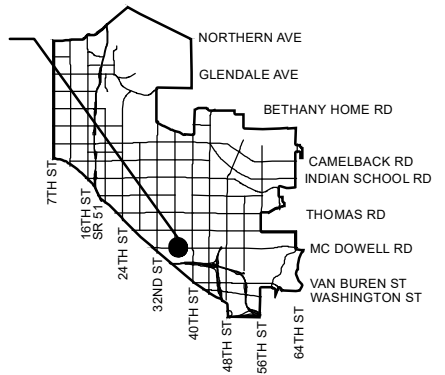 NORTHERN AVE
GLENDALE AVE
BETHANY HOME RD
CAMELBACK RD
INDIAN SCHOOL RD
THOMAS RD
MC DOWELL RD
VAN BUREN ST
WASHINGTON ST
7TH ST
16TH ST
SR 51
24TH ST
32ND ST
40TH ST
48TH ST
56TH ST
64TH ST